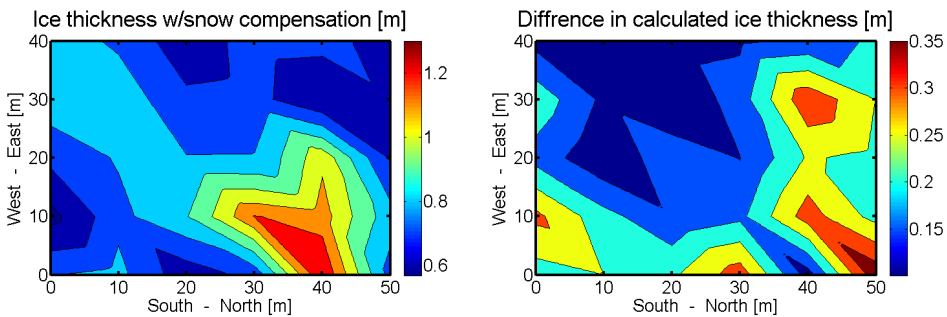 Ice thickness w/snow compensation [m]
40
30
20
10
0
West - East [m]
0 10 20 30 40 50
South - North [m]
1.2
1
0.8
0.6
Diffrence in calculated ice thickness [m]
40
30
20
10
0
West - East [m]
0 10 20 30 40 50
South - North [m]
0.35
0.3
0.25
0.2
0.15